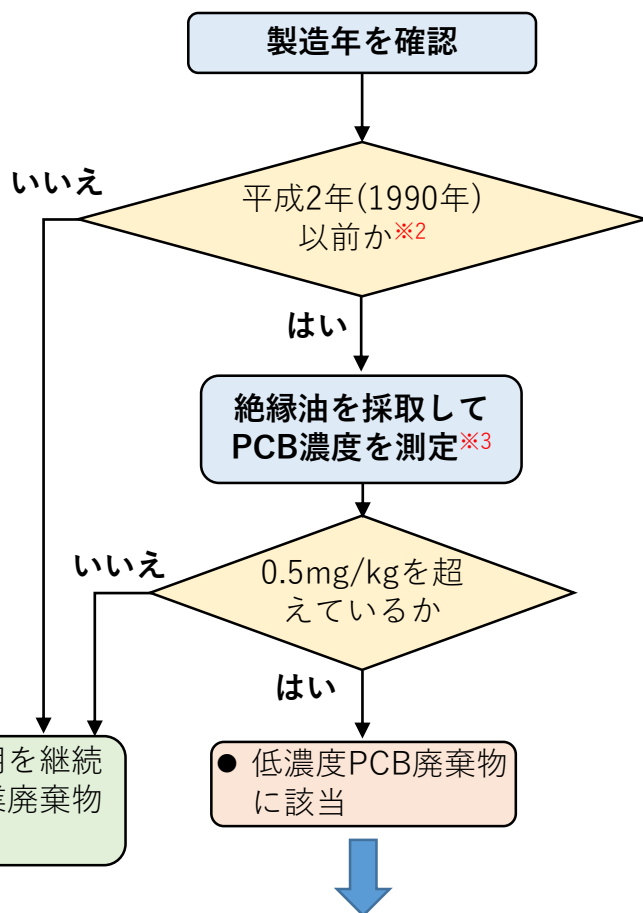 製造年を確認
いいえ
平成2年(1990年)
以前か※2
はい
絶縁油を採取して
PCB濃度を測定※3
いいえ
0.5mg/kgを超
えているか
はい
を継続
廃棄物
● 低濃度PCB廃棄物
に該当